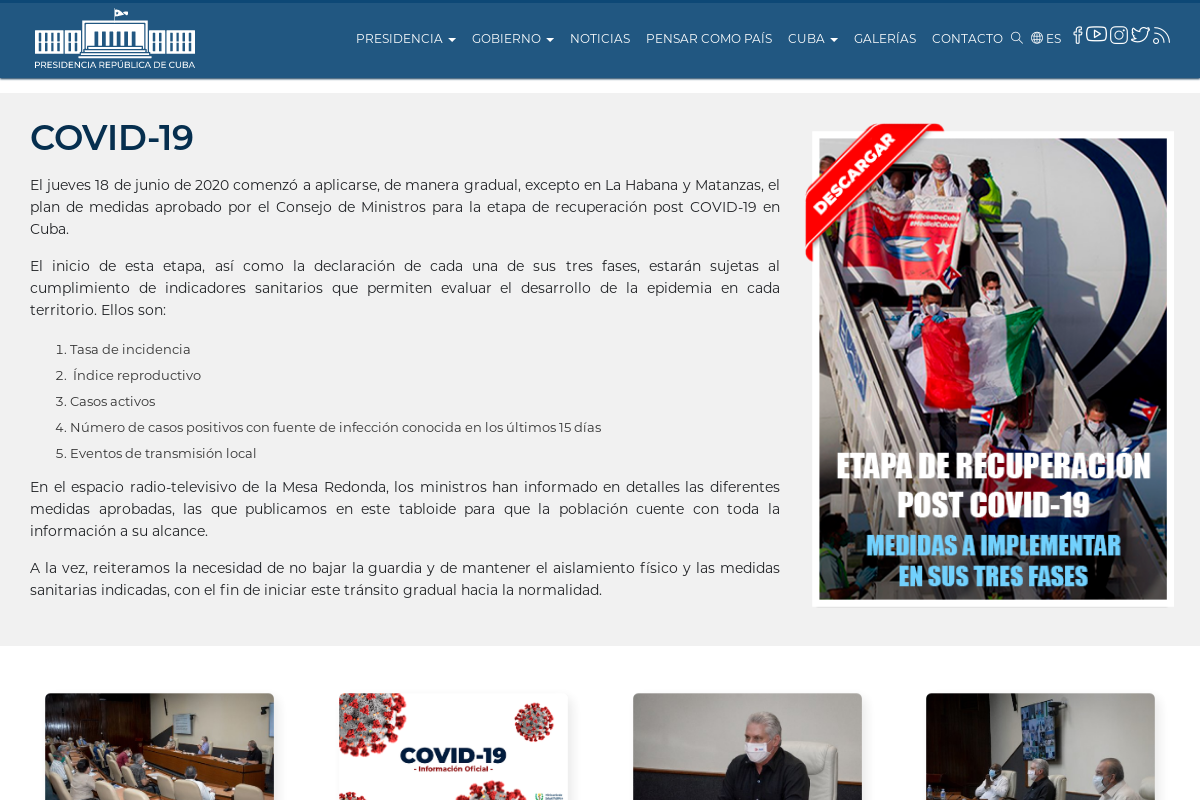 PRESIDENCIA REPÚBLICA DE CUBA
PRESIDENCIA GOBIERNO NOTICIAS PENSAR COMO PAÍS CUBA GALERÍAS CONTACTO ES
COVID-19
El jueves 18 de junio de 2020 comenzó a aplicarse, de manera gradual, excepto en La Habana y Matanzas, el
plan de medidas aprobado por el Consejo de Ministros para la etapa de recuperación post COVID-19 en
Cuba.
El inicio de esta etapa, así como la declaración de cada una de sus tres fases, estarán sujetas al
cumplimiento de indicadores sanitarios que permiten evaluar el desarrollo de la epidemia en cada
territorio. Ellos son:
1. Tasa de incidencia
2. Índice reproductivo
3. Casos activos
4. Número de casos positivos con fuente de infección conocida en los últimos 15 días
5. Eventos de transmisión local
En el espacio radio-televisivo de la Mesa Redonda, los ministros han informado en detalles las diferentes
medidas aprobadas, las que publicamos en este tabloide para que la población cuente con toda la
información a su alcance.
A la vez, reiteramos la necesidad de no bajar la guardia y de mantener el aislamiento físico y las medidas
sanitarias indicadas, con el fin de iniciar este tránsito gradual hacia la normalidad.
DESCARGAR
ETAPA DE RECUPERACIÓN
POST COVID-19
MEDIDAS A IMPLEMENTAR
EN SUS TRES FASES
COVID-19
- Información Oficial -